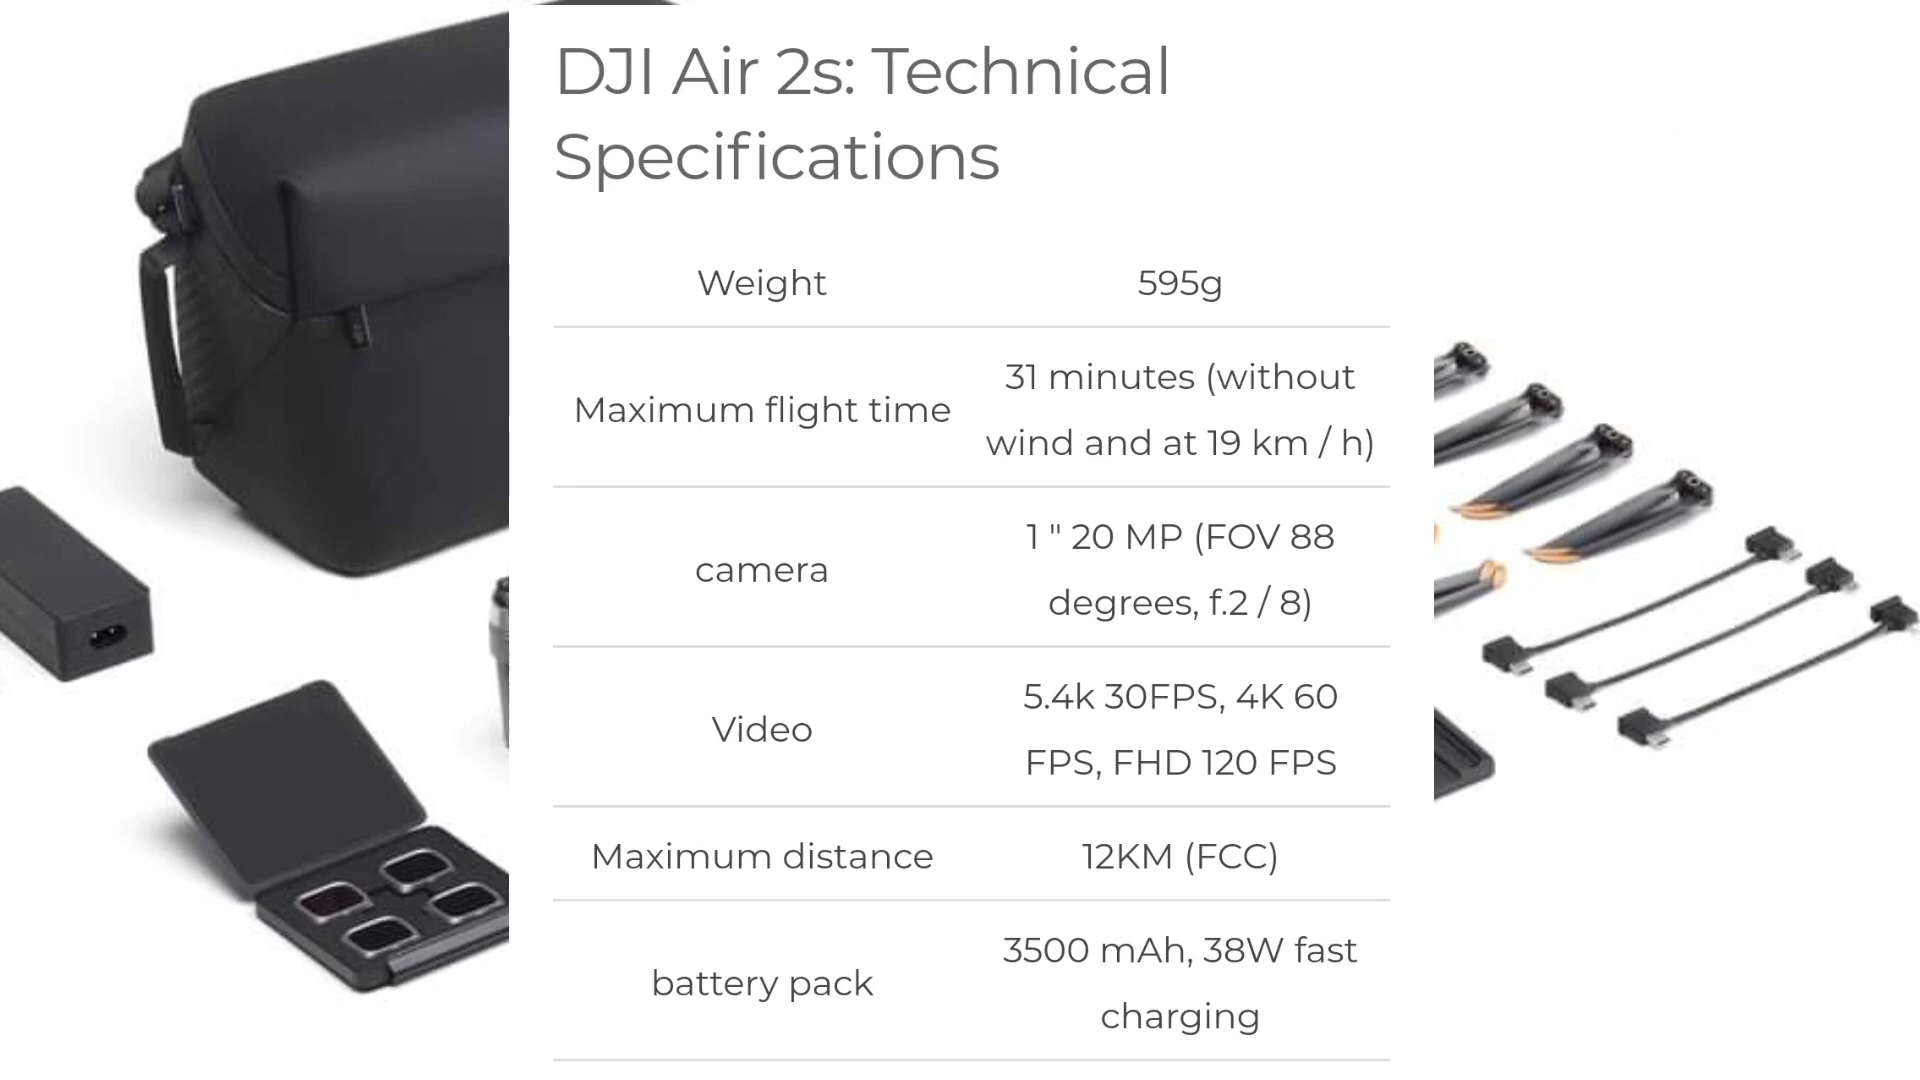 DJI Air 2s: Technical
Specifications
Weight 595g
Maximum flight time 31 minutes (without
wind and at 19 km / h)
camera 1 " 20 MP (FOV 88
degrees, f.2 / 8)
Video 5.4k 30FPS, 4K 60
FPS, FHD 120 FPS
Maximum distance 12KM (FCC)
battery pack 3500 mAh, 38W fast
charging